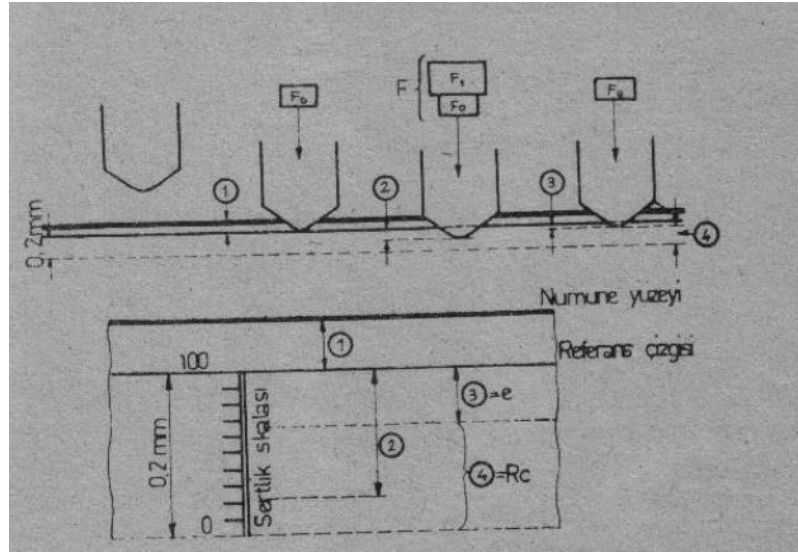 F₀
F
F₁
F₀
F₀
1
2
3
4
0.2mm
Numune yüzeyi
1
Referans çizgisi
100
3 = e
0,2 mm
Sertlik skalası
2
4 = Rc
0